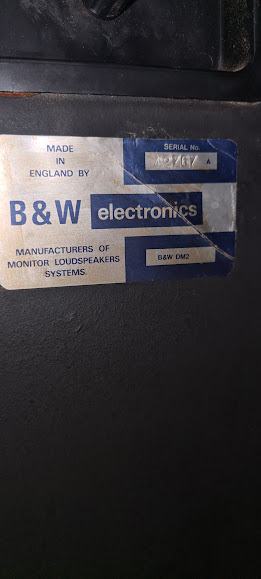 MADE
IN
ENGLAND BY
SERIAL No.
A
B & W electronics
MANUFACTURERS OF
MONITOR LOUDSPEAKERS
SYSTEMS.
B&W DM2